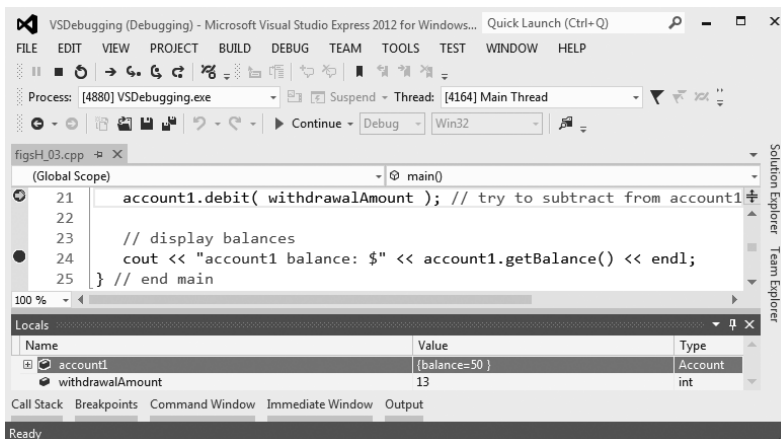 VSDebugging (Debugging) - Microsoft Visual Studio Express 2012 for Windows... Quick Launch (Ctrl+Q)
FILE EDIT VIEW PROJECT BUILD DEBUG TEAM TOOLS TEST WINDOW HELP
Process: [4880] VSDebugging.exe Suspend Thread: [4164] Main Thread
Continue Debug Win32
figsH_03.cpp
(Global Scope) main()
21 account1.debit( withdrawalAmount ); // try to subtract from account1
22
23 // display balances
24 cout << "account1 balance: $" << account1.getBalance() << endl;
25 } // end main
100 %
Solution Explorer
Team Explorer
Locals
Name Value Type
account1 {balance=50 } Account
withdrawalAmount 13 int
Call Stack Breakpoints Command Window Immediate Window Output
Ready